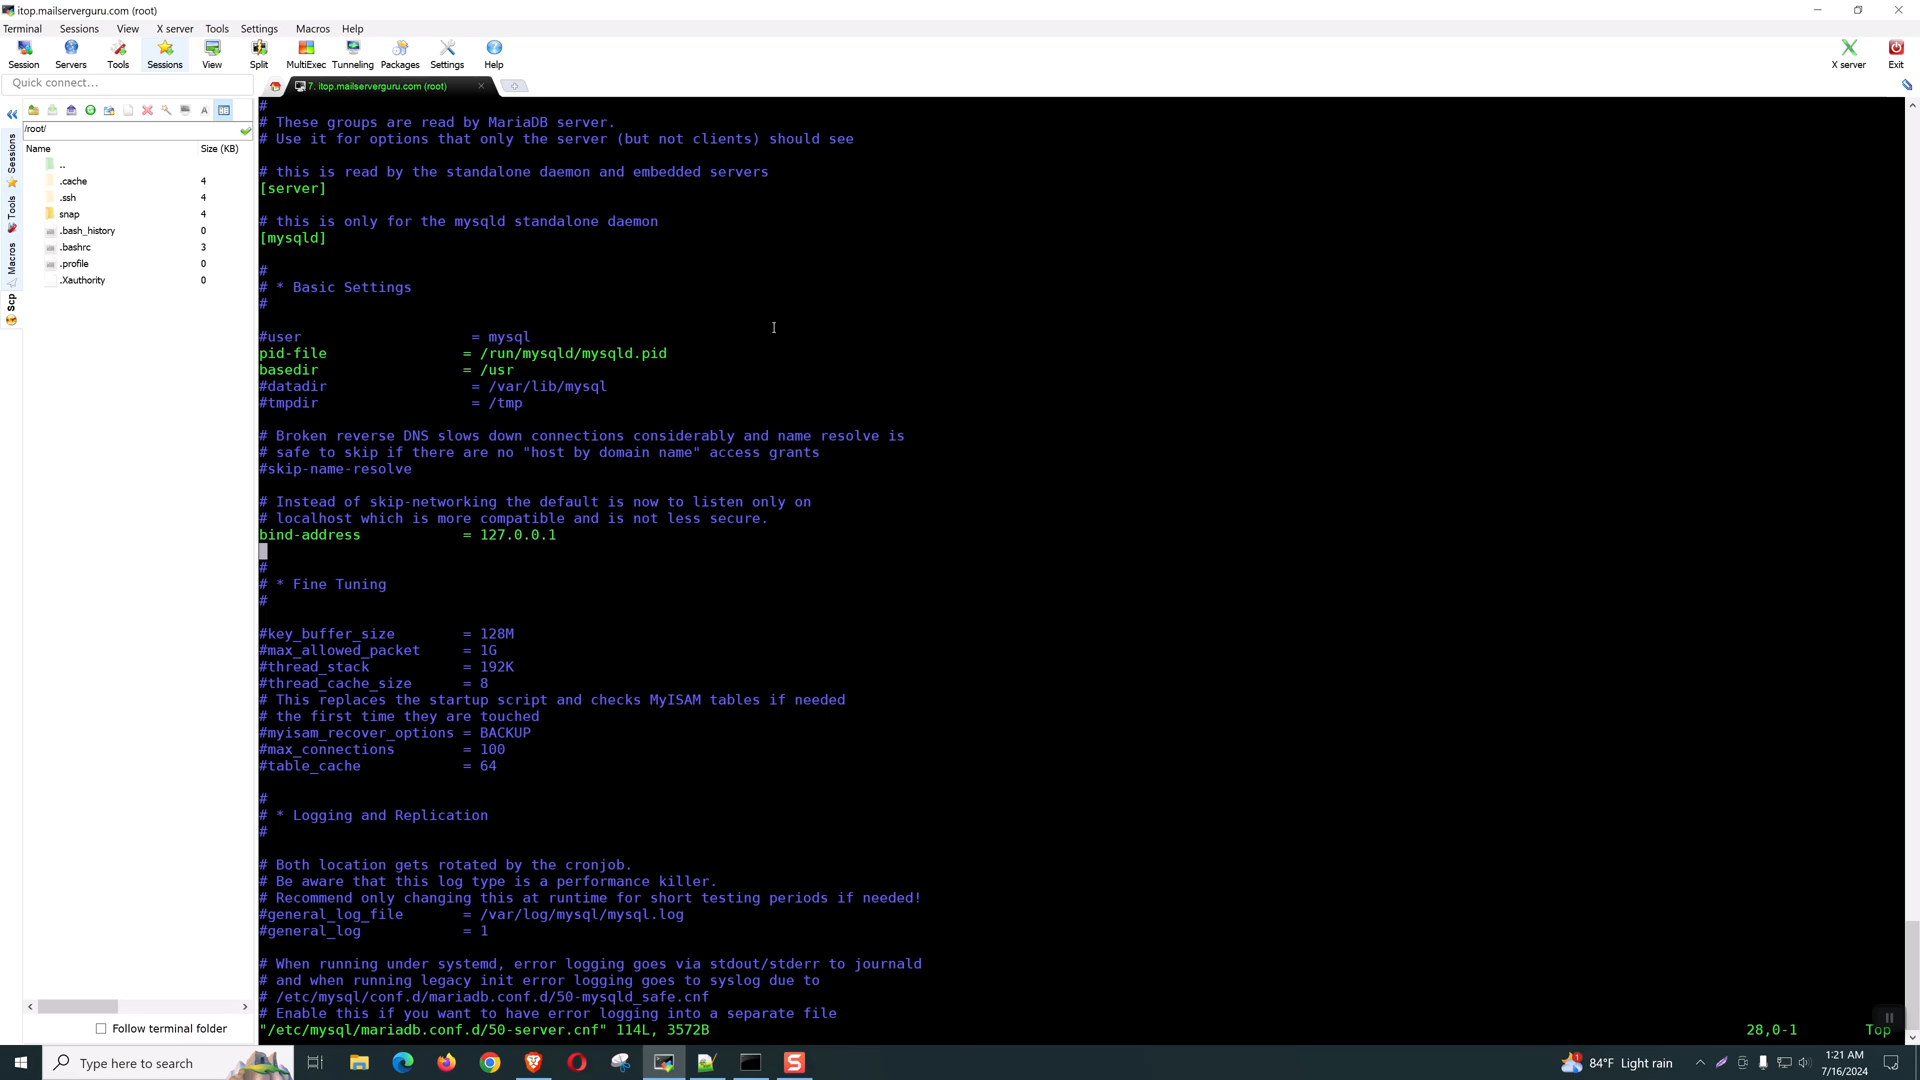 itop.mailserverguru.com (root)
Terminal Sessions View X server Tools Settings Macros Help
Session Servers Tools Sessions View Split MultiExec Tunneling Packages Settings Help X server Exit
Quick connect...
7. itop.mailserverguru.com (root)
/root/
Name Size (KB)
..
.cache 4
.ssh 4
snap 4
.bash_history 0
.bashrc 3
.profile 0
.Xauthority 0
Sessions
Tools
Macros
Scp
Follow terminal folder
#
# These groups are read by MariaDB server.
# Use it for options that only the server (but not clients) should see
# this is read by the standalone daemon and embedded servers
[server]
# this is only for the mysqld standalone daemon
[mysqld]
#
# * Basic Settings
#
#user = mysql
pid-file = /run/mysqld/mysqld.pid
basedir = /usr
#datadir = /var/lib/mysql
#tmpdir = /tmp
# Broken reverse DNS slows down connections considerably and name resolve is
# safe to skip if there are no "host by domain name" access grants
#skip-name-resolve
# Instead of skip-networking the default is now to listen only on
# localhost which is more compatible and is not less secure.
bind-address = 127.0.0.1
#
# * Fine Tuning
#
#key_buffer_size = 128M
#max_allowed_packet = 1G
#thread_stack = 192K
#thread_cache_size = 8
# This replaces the startup script and checks MyISAM tables if needed
# the first time they are touched
#myisam_recover_options = BACKUP
#max_connections = 100
#table_cache = 64
#
# * Logging and Replication
#
# Both location gets rotated by the cronjob.
# Be aware that this log type is a performance killer.
# Recommend only changing this at runtime for short testing periods if needed!
#general_log_file = /var/log/mysql/mysql.log
#general_log = 1
# When running under systemd, error logging goes via stdout/stderr to journald
# and when running legacy init error logging goes to syslog due to
# /etc/mysql/conf.d/mariadb.conf.d/50-mysqld_safe.cnf
# Enable this if you want to have error logging into a separate file
"/etc/mysql/mariadb.conf.d/50-server.cnf" 114L, 3572B 28,0-1 Top
Type here to search
84°F Light rain
1:21 AM
7/16/2024